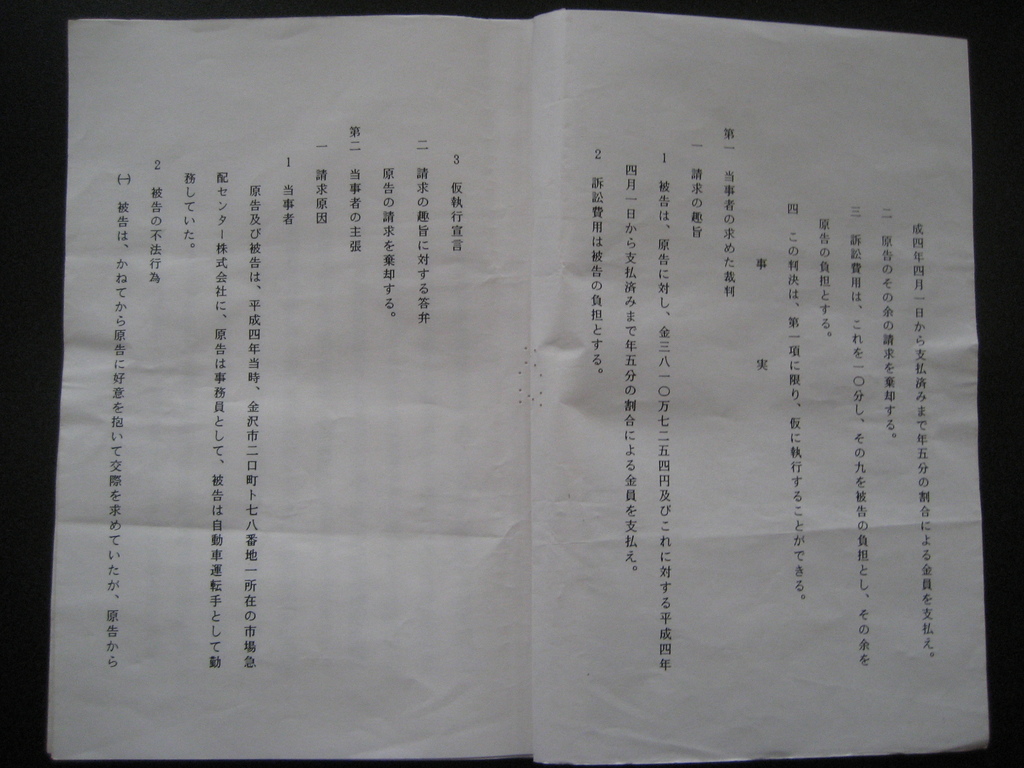 成四年四月一日から支払済みまで年五分の割合による金員を支払え。
二　原告のその余の請求を棄却する。
三　訴訟費用は、これを一〇分し、その九を被告の負担とし、その余を
原告の負担とする。
四　この判決は、第一項に限り、仮に執行することができる。
事　　　実
第一　当事者の求めた裁判
一　請求の趣旨
1　被告は、原告に対し、金三八一〇万七二五四円及びこれに対する平成四年
四月一日から支払済みまで年五分の割合による金員を支払え。
2　訴訟費用は被告の負担とする。
3　仮執行宣言
二　請求の趣旨に対する答弁
原告の請求を棄却する。
第二　当事者の主張
一　請求原因
1　当事者
原告及び被告は、平成四年当時、金沢市二口町ト七八番地一所在の市場急
配センター株式会社に、原告は事務員として、被告は自動車運転手として勤
務していた。
2　被告の不法行為
㈠　被告は、かねてから原告に好意を抱いて交際を求めていたが、原告から